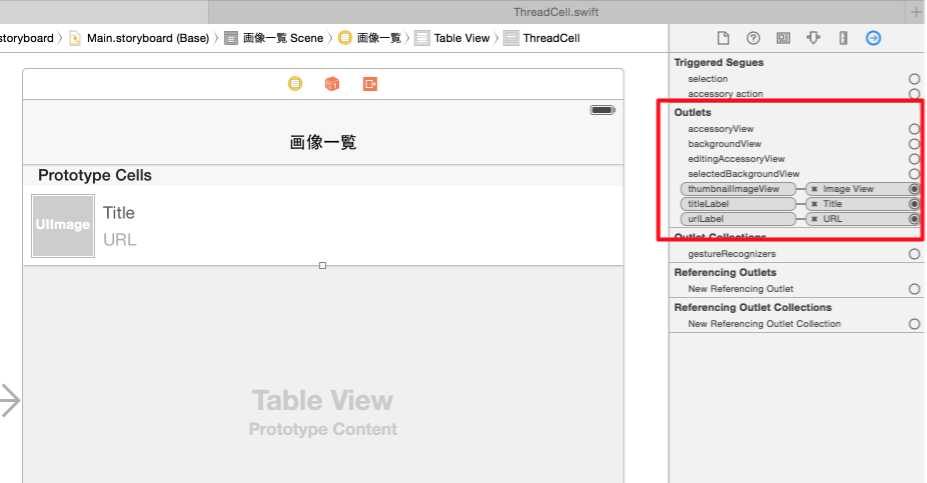 ThreadCell.swift
+
storyboard 〉 Main.storyboard (Base) 〉 画像一覧 Scene 〉 画像一覧 〉 Table View 〉 ThreadCell
画像一覧
Prototype Cells
UIImage
Title
URL
Table View
Prototype Content
Triggered Segues
selection
accessory action
Outlets
accessoryView
backgroundView
editingAccessoryView
selectedBackgroundView
thumbnailImageView Image View
titleLabel Title
urlLabel URL
Outlet Collections
gestureRecognizers
Referencing Outlets
New Referencing Outlet
Referencing Outlet Collections
New Referencing Outlet Collection